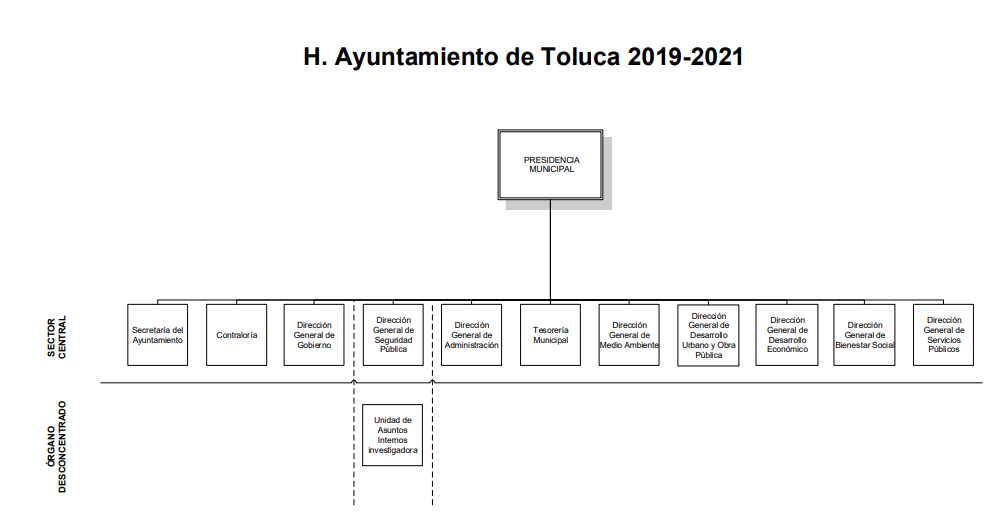 H. Ayuntamiento de Toluca 2019-2021
PRESIDENCIA
MUNICIPAL
SECTOR
CENTRAL
Secretaría del
Ayuntamiento
Contraloría
Dirección
General de
Gobierno
Dirección
General de
Seguridad
Pública
Dirección
General de
Administración
Tesorería
Municipal
Dirección
General de
Medio Ambiente
Dirección
General de
Desarrollo
Urbano y Obra
Pública
Dirección
General de
Desarrollo
Económico
Dirección
General de
Bienestar Social
Dirección
General de
Servicios
Públicos
ÓRGANO
DESCONCENTRADO
Unidad de
Asuntos
Internos
investigadora